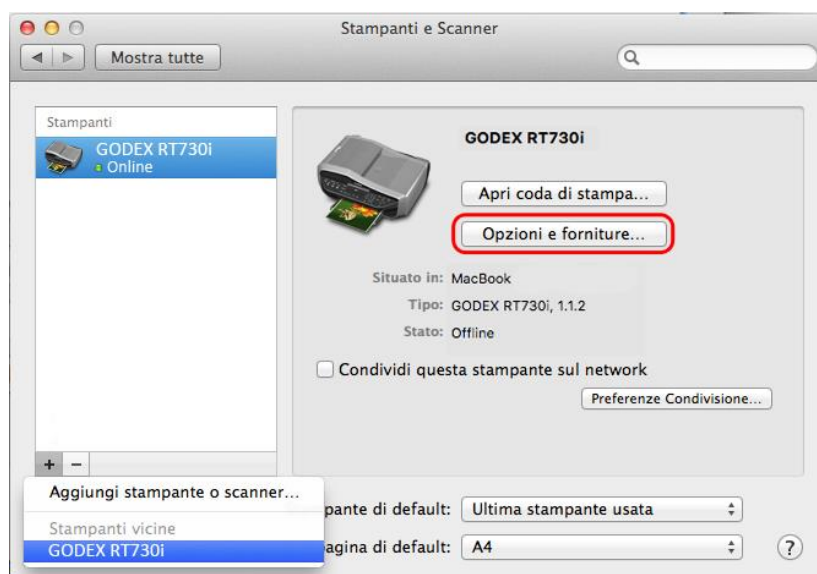 Stampanti e Scanner
Mostra tutte
Stampanti
GODEX RT730i
Online
GODEX RT730i
Apri coda di stampa...
Opzioni e forniture...
Situato in: MacBook
Tipo: GODEX RT730i, 1.1.2
Stato: Offline
Condividi questa stampante sul network
Preferenze Condivisione...
+ −
Aggiungi stampante o scanner...
Stampanti vicine
GODEX RT730i
pante di default: Ultima stampante usata
agina di default: A4
?